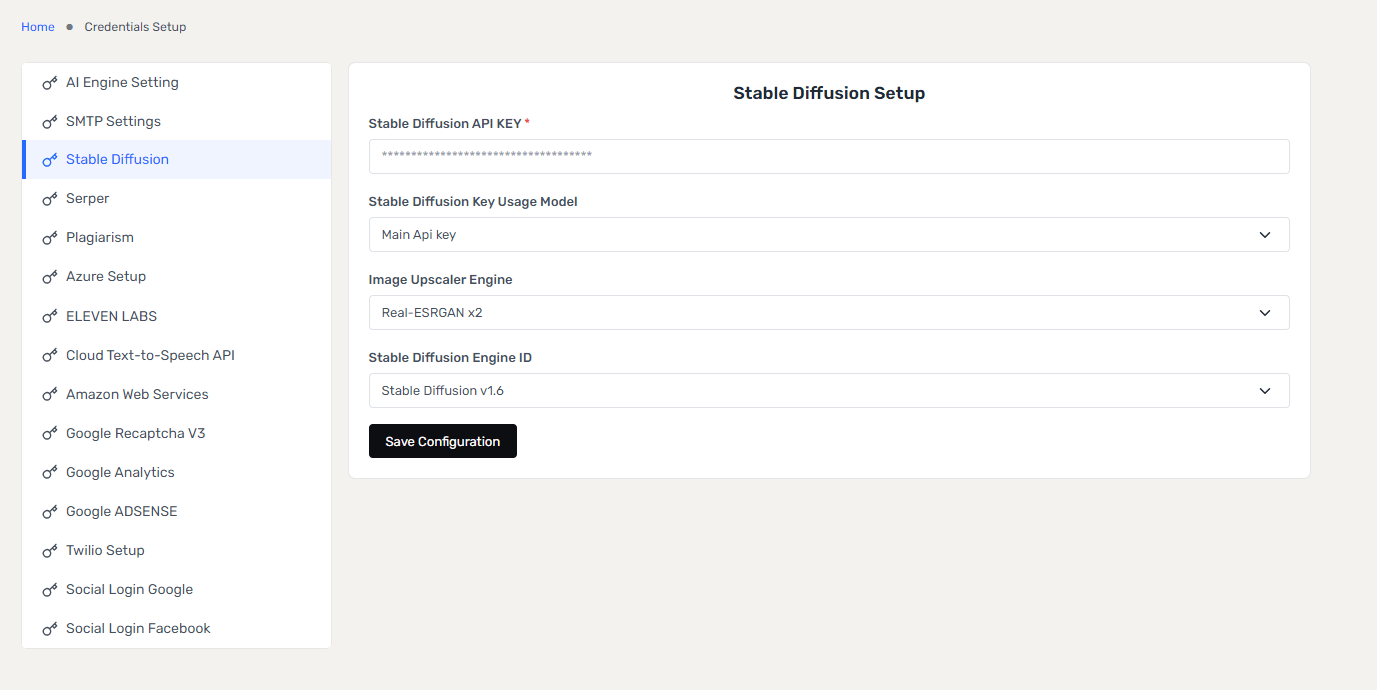 Home ● Credentials Setup
AI Engine Setting
SMTP Settings
Stable Diffusion
Serper
Plagiarism
Azure Setup
ELEVEN LABS
Cloud Text-to-Speech API
Amazon Web Services
Google Recaptcha V3
Google Analytics
Google ADSENSE
Twilio Setup
Social Login Google
Social Login Facebook
Stable Diffusion Setup
Stable Diffusion API KEY *
************************************
Stable Diffusion Key Usage Model
Main Api key
Image Upscaler Engine
Real-ESRGAN x2
Stable Diffusion Engine ID
Stable Diffusion v1.6
Save Configuration